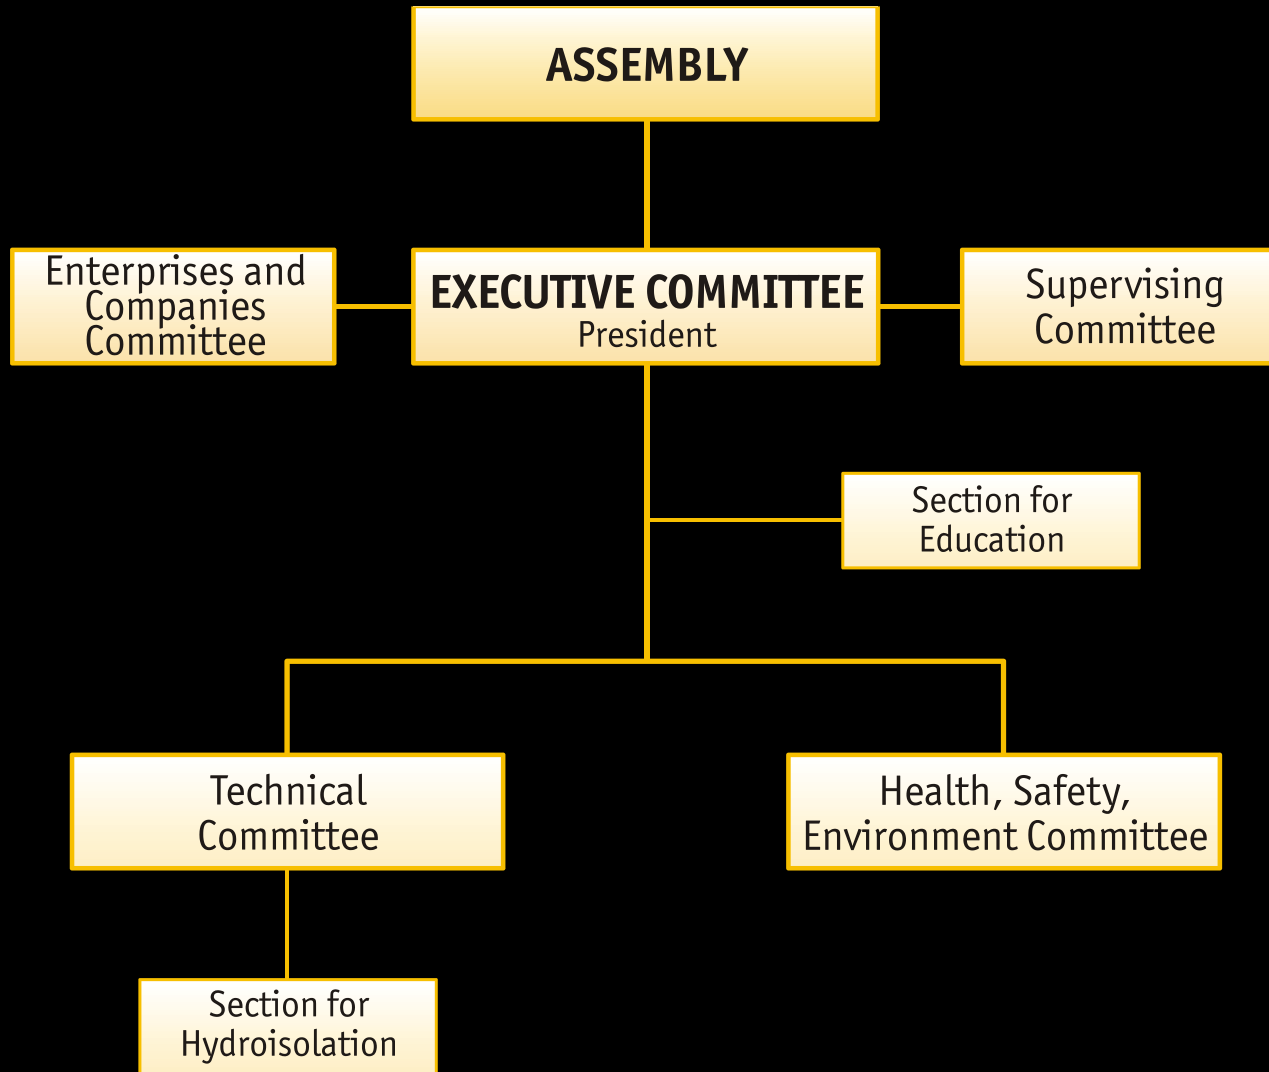 ASSEMBLY
Enterprises and
Companies
Committee
EXECUTIVE COMMITTEE
President
Supervising
Committee
Section for
Education
Technical
Committee
Health, Safety,
Environment Committee
Section for
Hydroisolation